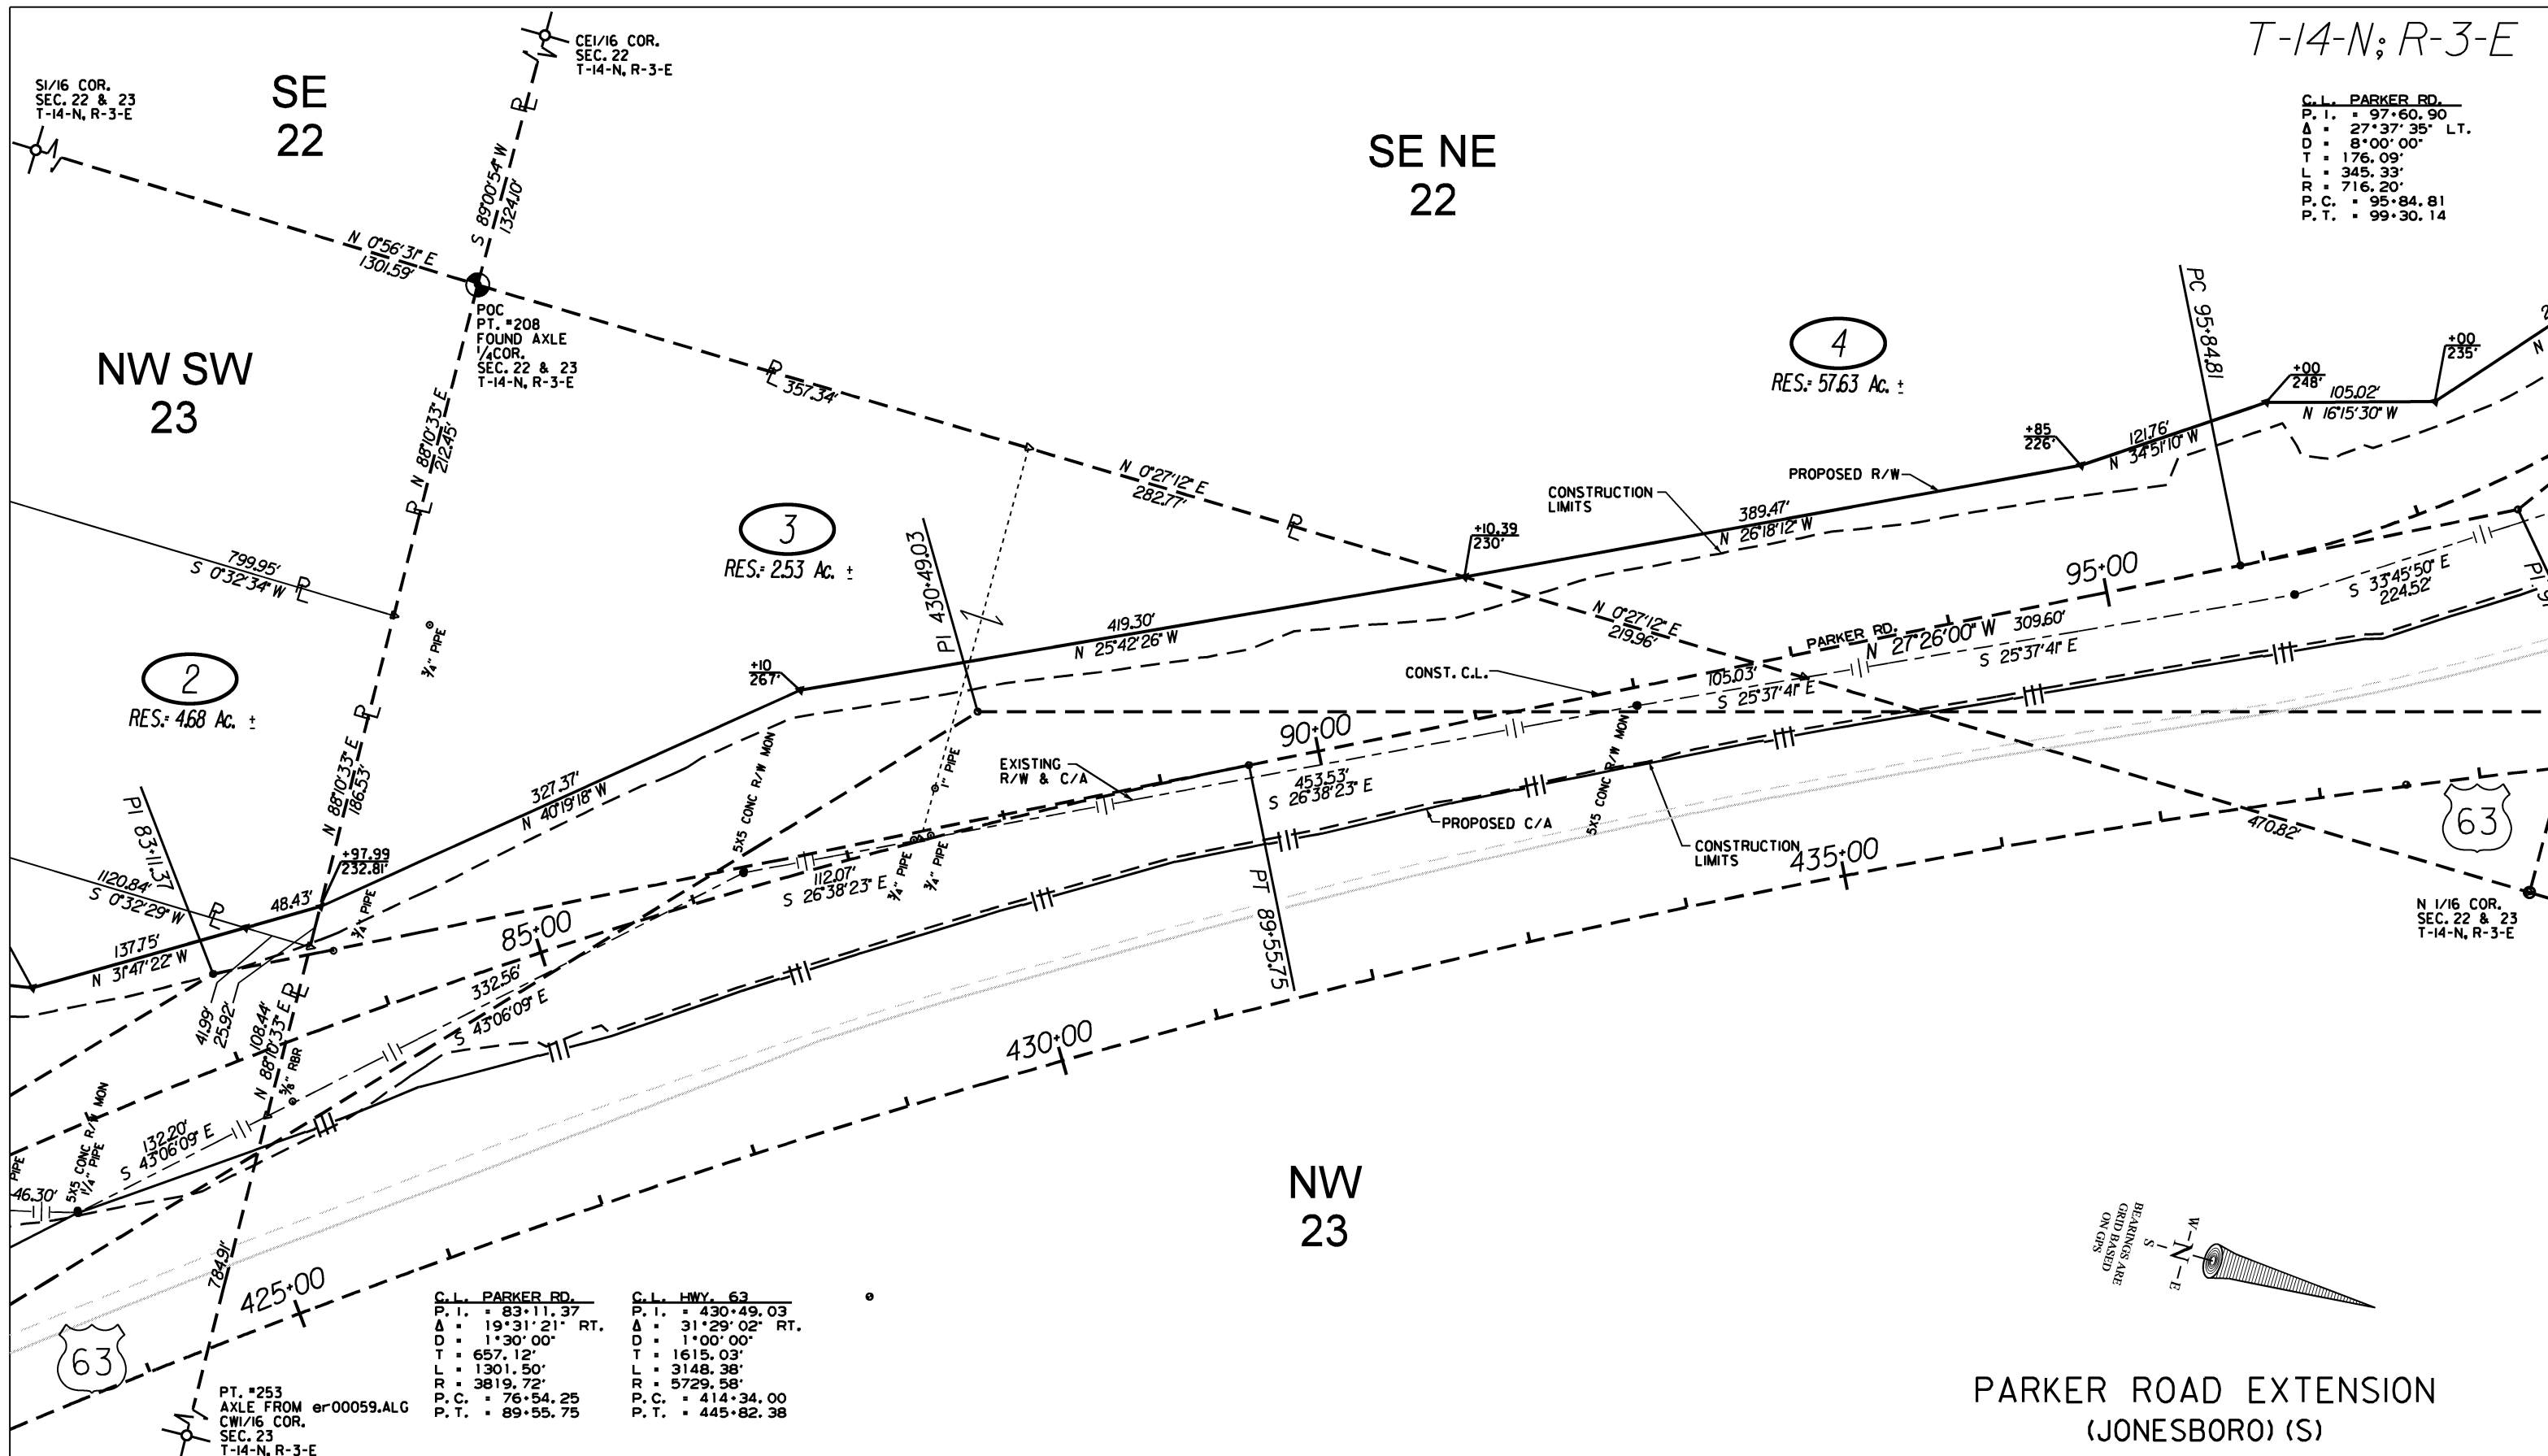 T-14-N; R-3-E
CE1/16 COR.
SEC. 22
T-14-N, R-3-E
S1/16 COR.
SEC. 22 & 23
T-14-N, R-3-E
SE
22
SE NE
22
C.L. PARKER RD.
P.I. = 97+60.90
Δ = 27°37'35" LT.
D = 8°00'00"
T = 176.09'
L = 345.33'
R = 716.20'
P.C. = 95+84.81
P.T. = 99+30.14
S 89°00'54" W
1324.10'
N 0°56'31" E
1301.59'
POC
PT. #208
FOUND AXLE
1/4 COR.
SEC. 22 & 23
T-14-N, R-3-E
NW SW
23
PL
PL
357.34'
4
RES.= 57.63 Ac. ±
PC 95+84.81
+00
248'
+00
235'
105.02'
N 16°15'30" W
N
+85
226'
121.76'
N 34°51'10" W
PROPOSED R/W
CONSTRUCTION
LIMITS
389.47'
N 26°18'12" W
N 88°10'33" E
212.45'
PL
N 0°27'12" E
282.77'
PL
+10.39
230'
3
RES.= 2.53 Ac. ±
PI 430+49.03
799.95'
S 0°32'34" W
PL
3/4" PIPE
2
RES.= 4.68 Ac. ±
419.30'
N 25°42'26" W
+10
267'
N 0°27'12" E
219.96'
95+00
S 33°45'50" E
224.52'
PARKER RD.
N 27°26'00" W
309.60'
S 25°37'41" E
CONST. C.L.
105.03'
S 25°37'41" E
PL
N 88°10'33" E
186.53'
327.37'
N 40°19'18" W
5X5 CONC R/W MON
1" PIPE
EXISTING
R/W & C/A
90+00
453.53'
S 26°38'23" E
5X5 CONC R/W MON
PROPOSED C/A
CONSTRUCTION
LIMITS
435+00
470.82'
63
N 1/16 COR.
SEC. 22 & 23
T-14-N, R-3-E
PI 83+11.37
+97.99
232.81'
1120.84'
S 0°32'29" W
PL
48.43'
3/4" PIPE
137.75'
N 31°47'22" W
112.07'
S 26°38'23" E
3/4" PIPE
3/4" PIPE
PT 89+55.75
85+00
332.56'
S 43°06'09" E
41.99'
25.92'
PL
108.44'
N 88°10'33" E
5/8" RBR
430+00
5X5 CONC R/W MON
1 1/4" PIPE
132.20'
S 43°06'09" E
PIPE
46.30'
784.91'
NW
23
BEARINGS ARE
GRID BASED
ON GPS
W N E S
425+00
63
C.L. PARKER RD.
P.I. = 83+11.37
Δ = 19°31'21" RT.
D = 1°30'00"
T = 657.12'
L = 1301.50'
R = 3819.72'
P.C. = 76+54.25
P.T. = 89+55.75
C.L. HWY. 63
P.I. = 430+49.03
Δ = 31°29'02" RT.
D = 1°00'00"
T = 1615.03'
L = 3148.38'
R = 5729.58'
P.C. = 414+34.00
P.T. = 445+82.38
PT. #253
AXLE FROM er00059.ALG
CW1/16 COR.
SEC. 23
T-14-N, R-3-E
PARKER ROAD EXTENSION
(JONESBORO) (S)